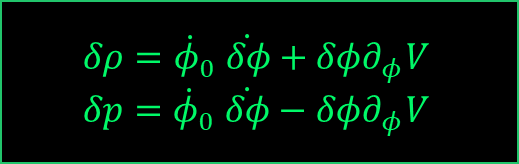 δρ = ϕ̇₀ δϕ̇ + δϕ∂ᵩV
δp = ϕ̇₀ δϕ̇ − δϕ∂ᵩV